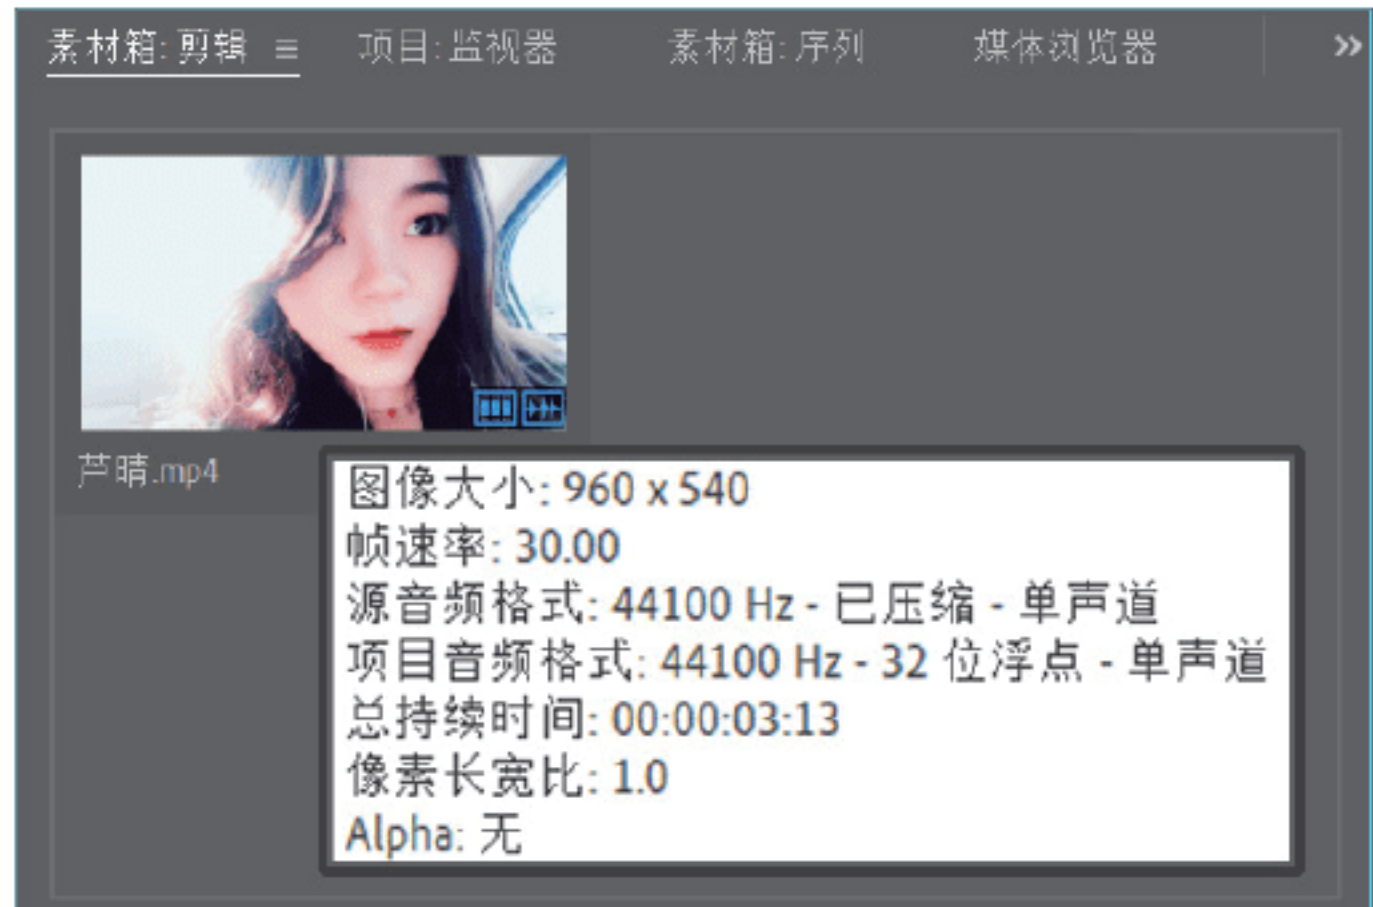 素材箱: 剪辑 ≡ 项目: 监视器 素材箱: 序列 媒体浏览器 »
芦晴.mp4
图像大小: 960 x 540
帧速率: 30.00
源音频格式: 44100 Hz - 已压缩 - 单声道
项目音频格式: 44100 Hz - 32 位浮点 - 单声道
总持续时间: 00:00:03:13
像素长宽比: 1.0
Alpha: 无